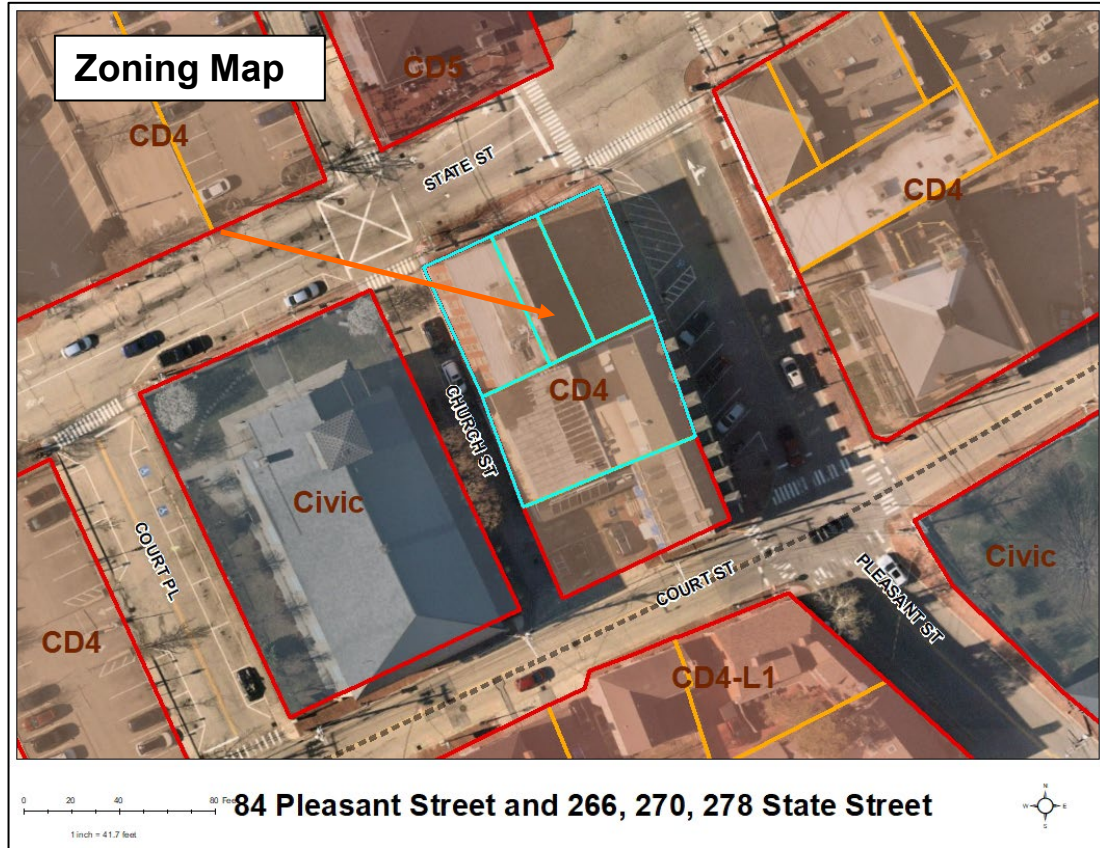 Zoning Map
CD5
CD4
STATE ST
CD4
CD4
CHURCH ST
Civic
COURT PL
Civic
COURT ST
PLEASANT ST
CD4
CD4-L1
0 20 40 80 Feet
1 inch = 41.7 feet
84 Pleasant Street and 266, 270, 278 State Street
N
W E
S